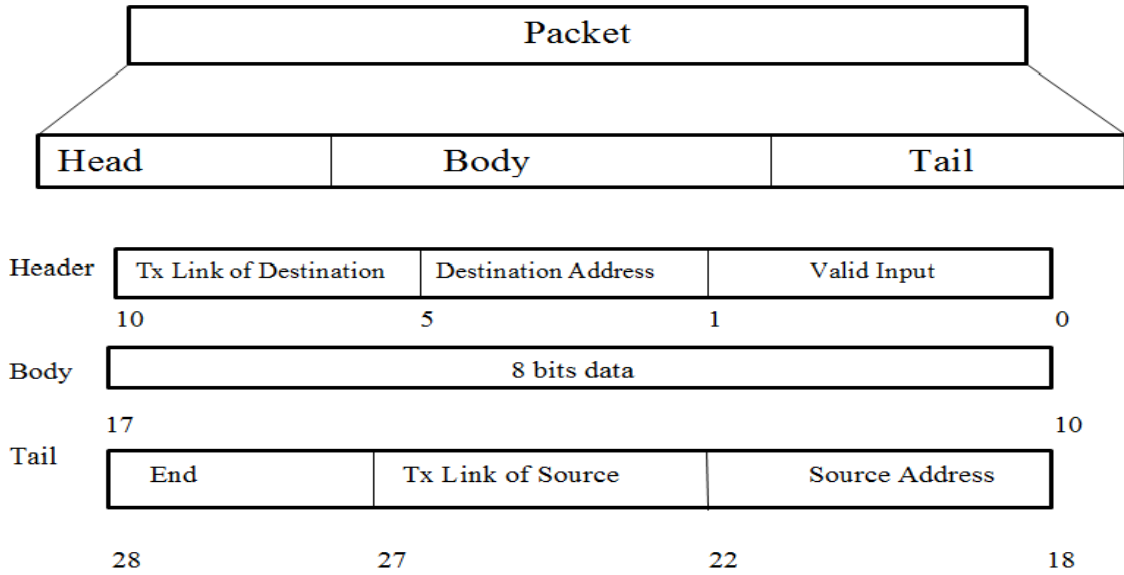 Packet
Head Body Tail
Header Tx Link of Destination Destination Address Valid Input
10 5 1 0
Body 8 bits data
17 10
Tail End Tx Link of Source Source Address
28 27 22 18